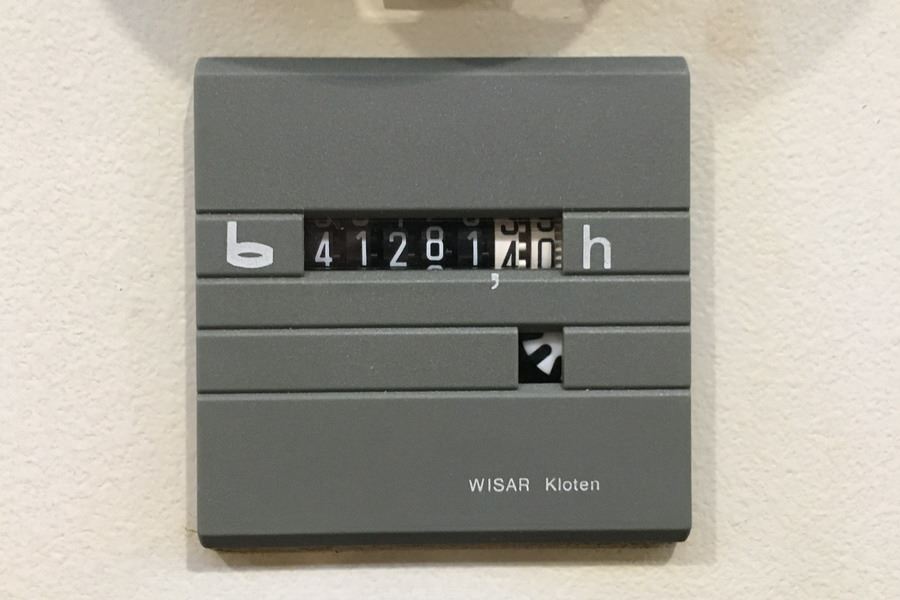 41281,40 h
WISAR Kloten